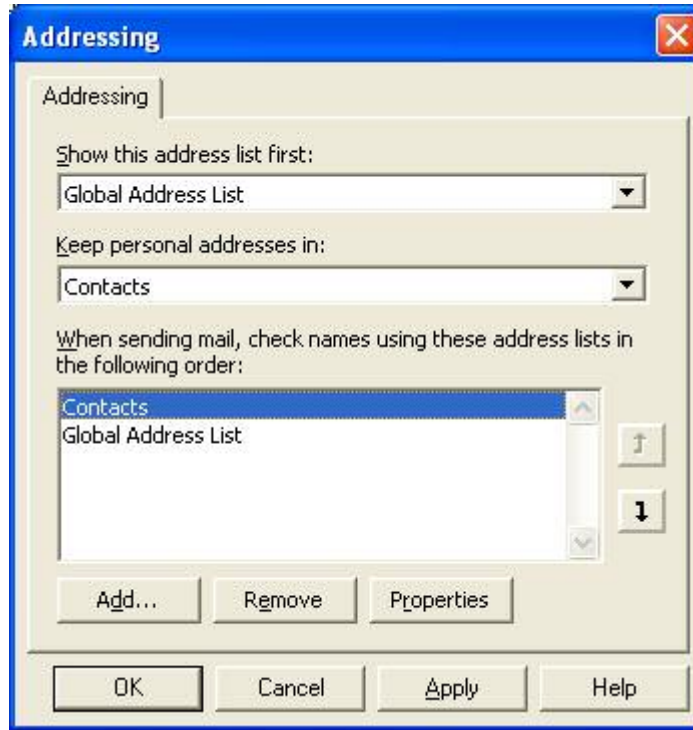 Addressing
Addressing
Show this address list first:
Global Address List
Keep personal addresses in:
Contacts
When sending mail, check names using these address lists in
the following order:
Contacts
Global Address List
Add... Remove Properties
OK Cancel Apply Help